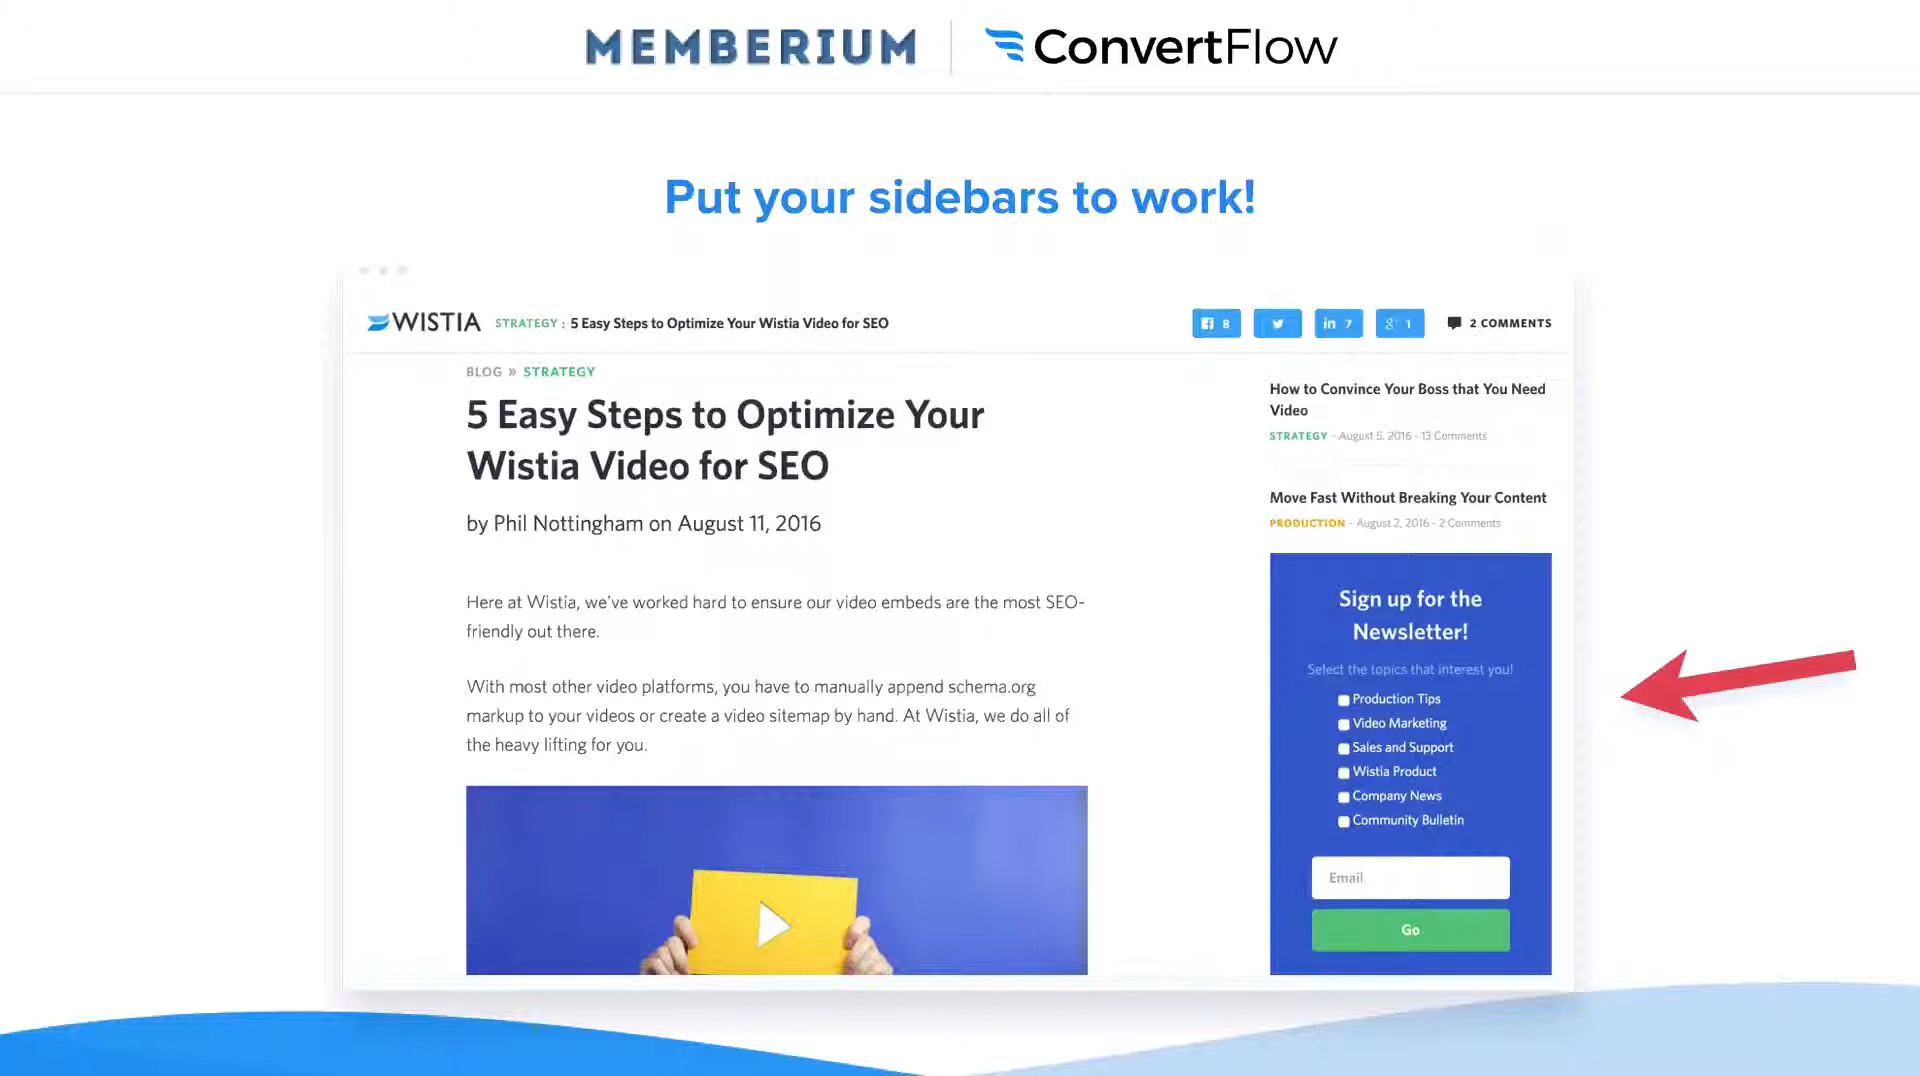 MEMBERIUM
ConvertFlow
Put your sidebars to work!
WISTIA
STRATEGY : 5 Easy Steps to Optimize Your Wistia Video for SEO
8
in 7
g+ 1
2 COMMENTS
BLOG » STRATEGY
5 Easy Steps to Optimize Your
Wistia Video for SEO
by Phil Nottingham on August 11, 2016
Here at Wistia, we've worked hard to ensure our video embeds are the most SEO-
friendly out there.
With most other video platforms, you have to manually append schema.org
markup to your videos or create a video sitemap by hand. At Wistia, we do all of
the heavy lifting for you.
How to Convince Your Boss that You Need
Video
STRATEGY - August 5, 2016 - 13 Comments
Move Fast Without Breaking Your Content
PRODUCTION - August 2, 2016 - 2 Comments
Sign up for the
Newsletter!
Select the topics that interest you!
Production Tips
Video Marketing
Sales and Support
Wistia Product
Company News
Community Bulletin
Email
Go